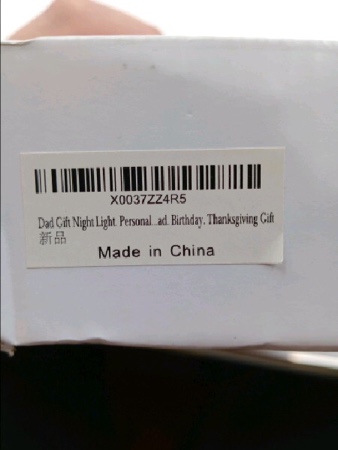 X0037ZZ4R5
Dad Gift Night Light. Personal...ad. Birthday. Thanksgiving Gift
新品
Made in China